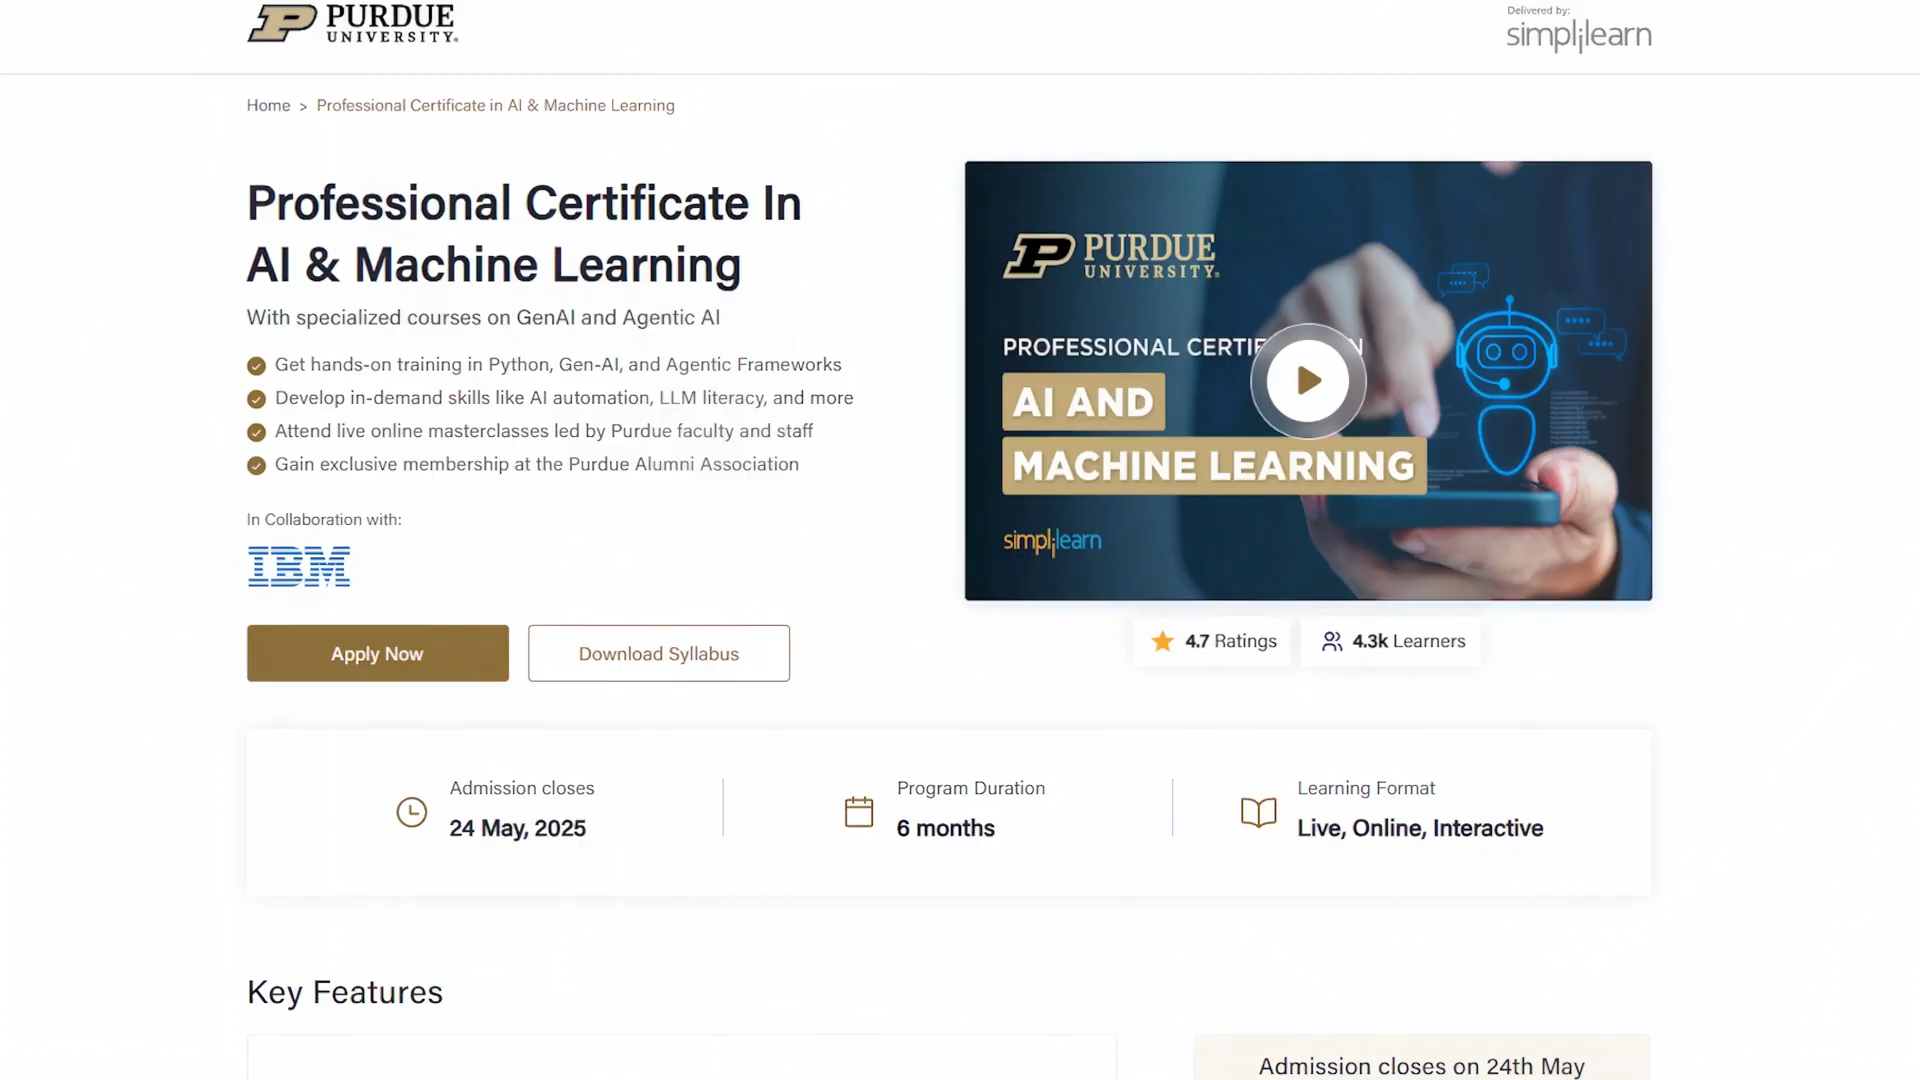 PURDUE
UNIVERSITY®
Delivered by:
simplilearn
Home > Professional Certificate in AI & Machine Learning
Professional Certificate In
AI & Machine Learning
With specialized courses on GenAI and Agentic AI
Get hands-on training in Python, Gen-AI, and Agentic Frameworks
Develop in-demand skills like AI automation, LLM literacy, and more
Attend live online masterclasses led by Purdue faculty and staff
Gain exclusive membership at the Purdue Alumni Association
In Collaboration with:
IBM
Apply Now
Download Syllabus
PURDUE
UNIVERSITY®
PROFESSIONAL
AI AND
MACHINE LEARNING
simplilearn
4.7 Ratings
4.3k Learners
Admission closes
24 May, 2025
Program Duration
6 months
Learning Format
Live, Online, Interactive
Key Features
Admission closes on 24th May